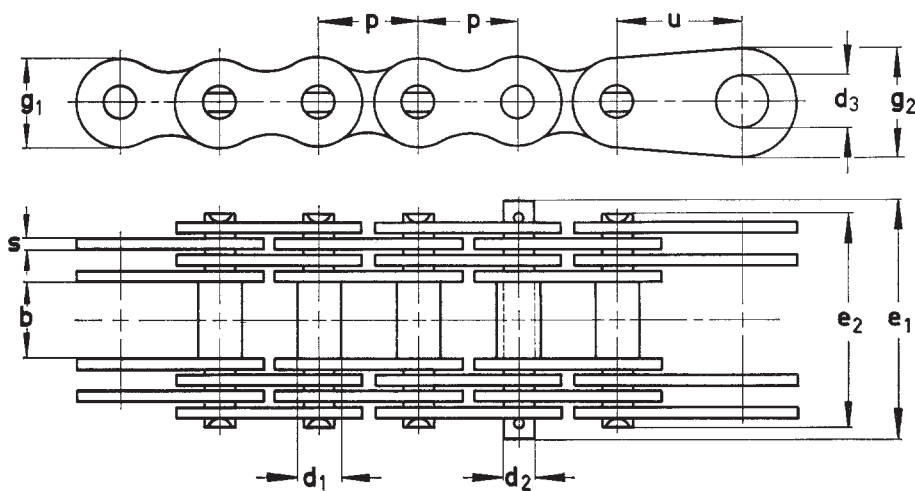 p p u
g₁ d₃ g₂
s
b e₂ e₁
d₁ d₂